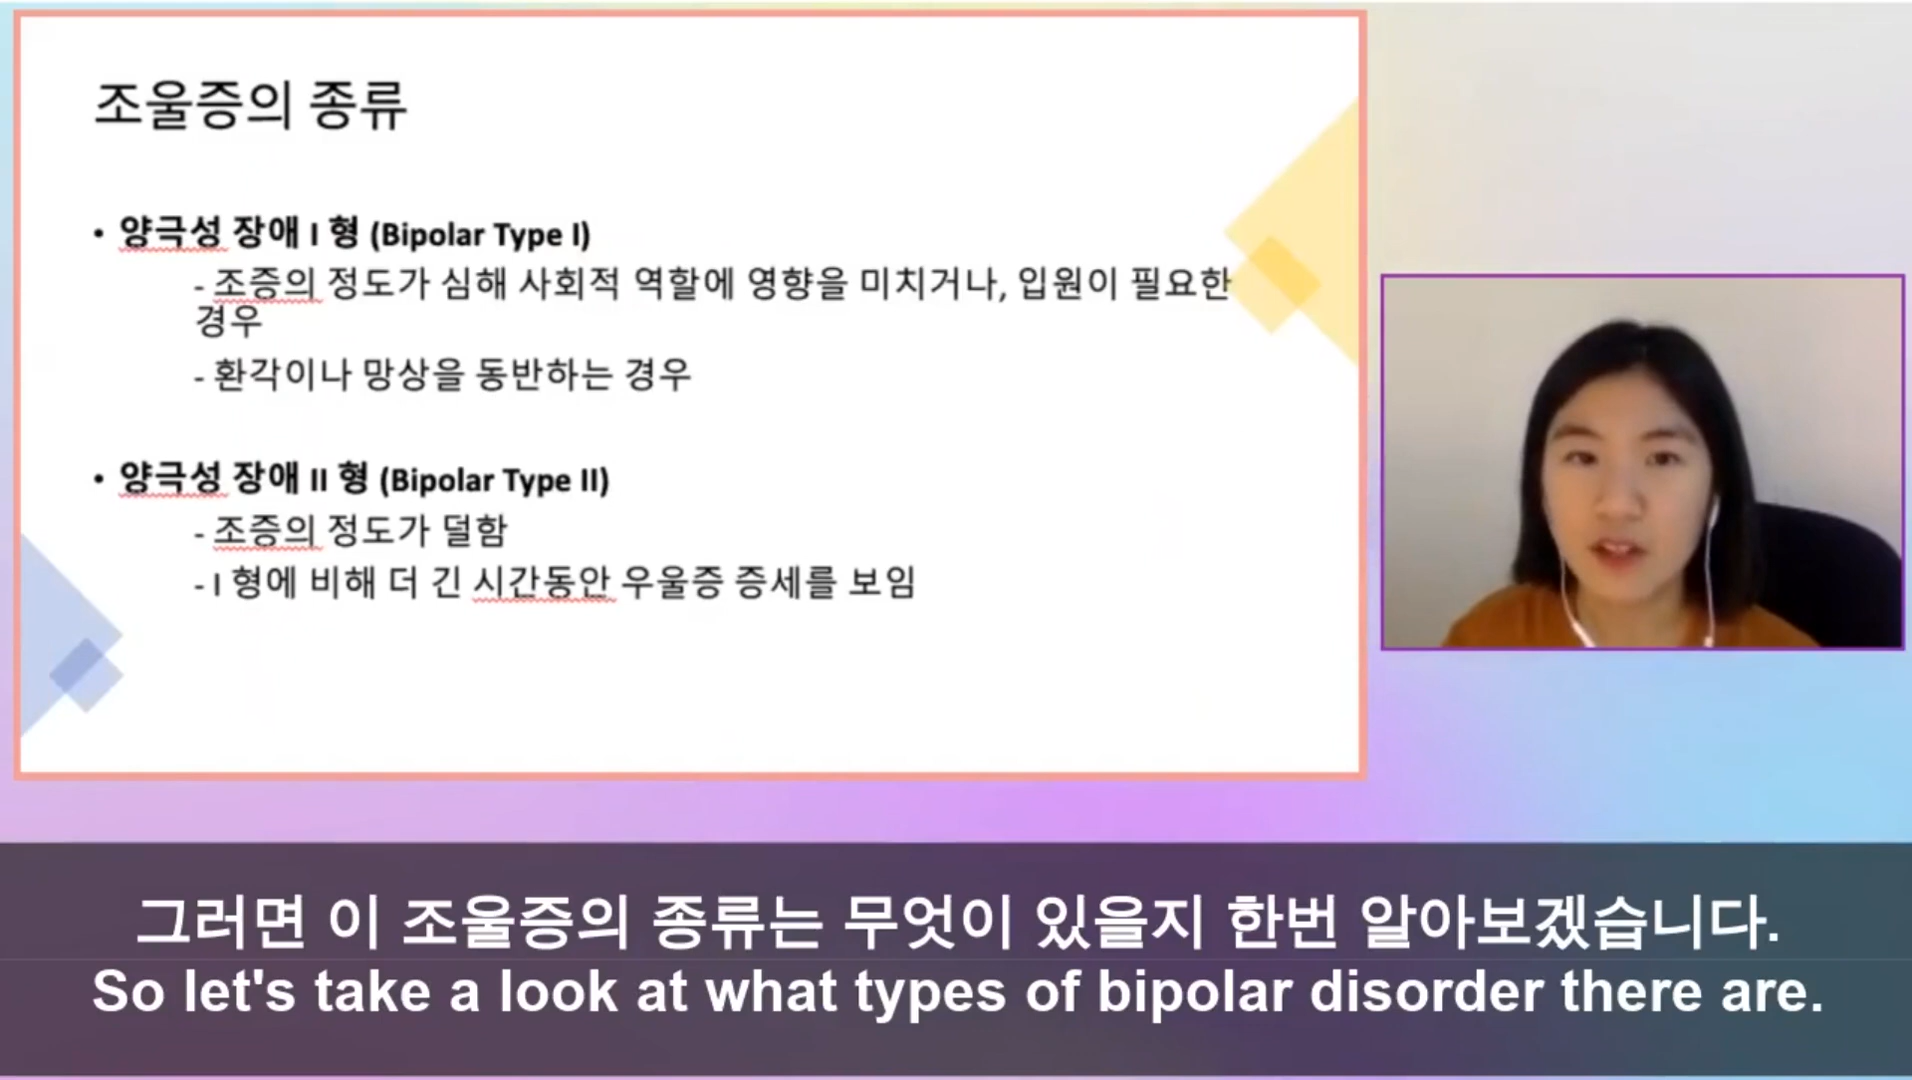 조울증의 종류
• 양극성 장애 I 형 (Bipolar Type I)
- 조증의 정도가 심해 사회적 역할에 영향을 미치거나, 입원이 필요한
경우
- 환각이나 망상을 동반하는 경우
• 양극성 장애 II 형 (Bipolar Type II)
- 조증의 정도가 덜함
- I 형에 비해 더 긴 시간동안 우울증 증세를 보임
그러면 이 조울증의 종류는 무엇이 있을지 한번 알아보겠습니다.
So let's take a look at what types of bipolar disorder there are.